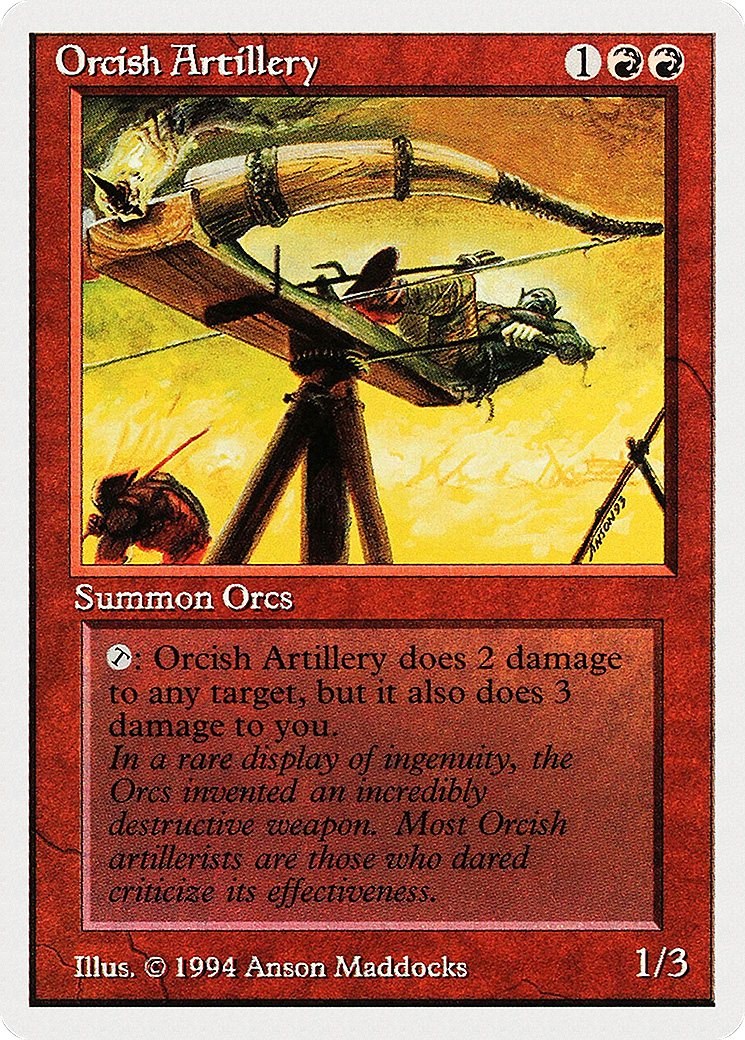 Orcish Artillery 1
ANSON93
Summon Orcs
T: Orcish Artillery does 2 damage
to any target, but it also does 3
damage to you.
In a rare display of ingenuity, the
Orcs invented an incredibly
destructive weapon. Most Orcish
artillerists are those who dared
criticize its effectiveness.
Illus. © 1994 Anson Maddocks 1/3